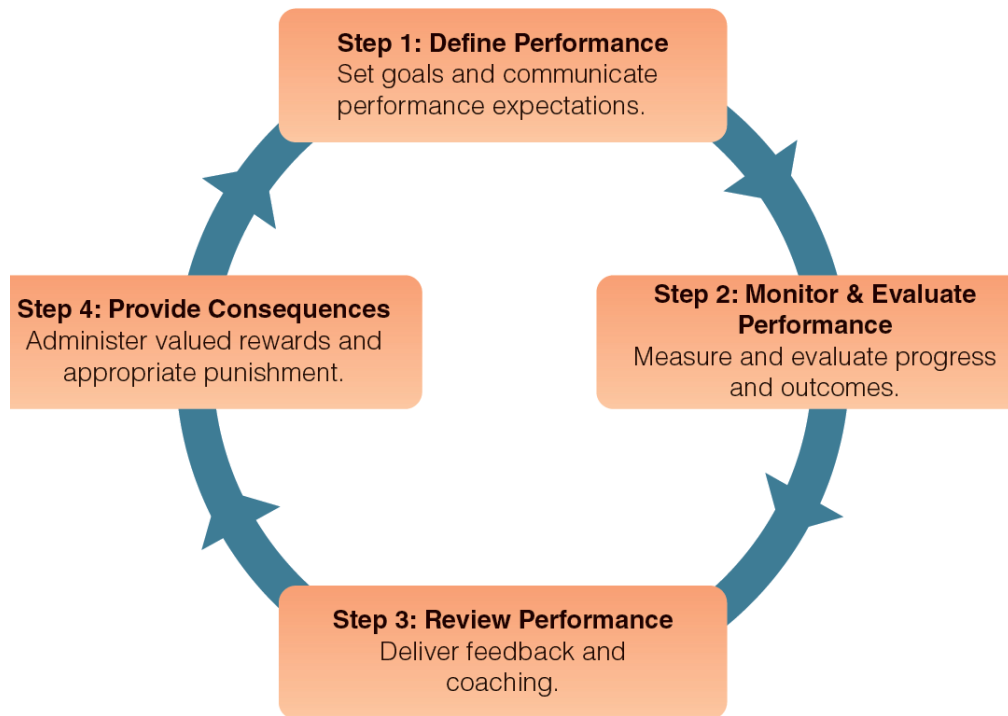 Step 1: Define Performance
Set goals and communicate
performance expectations.
Step 2: Monitor & Evaluate
Performance
Measure and evaluate progress
and outcomes.
Step 3: Review Performance
Deliver feedback and
coaching.
Step 4: Provide Consequences
Administer valued rewards and
appropriate punishment.